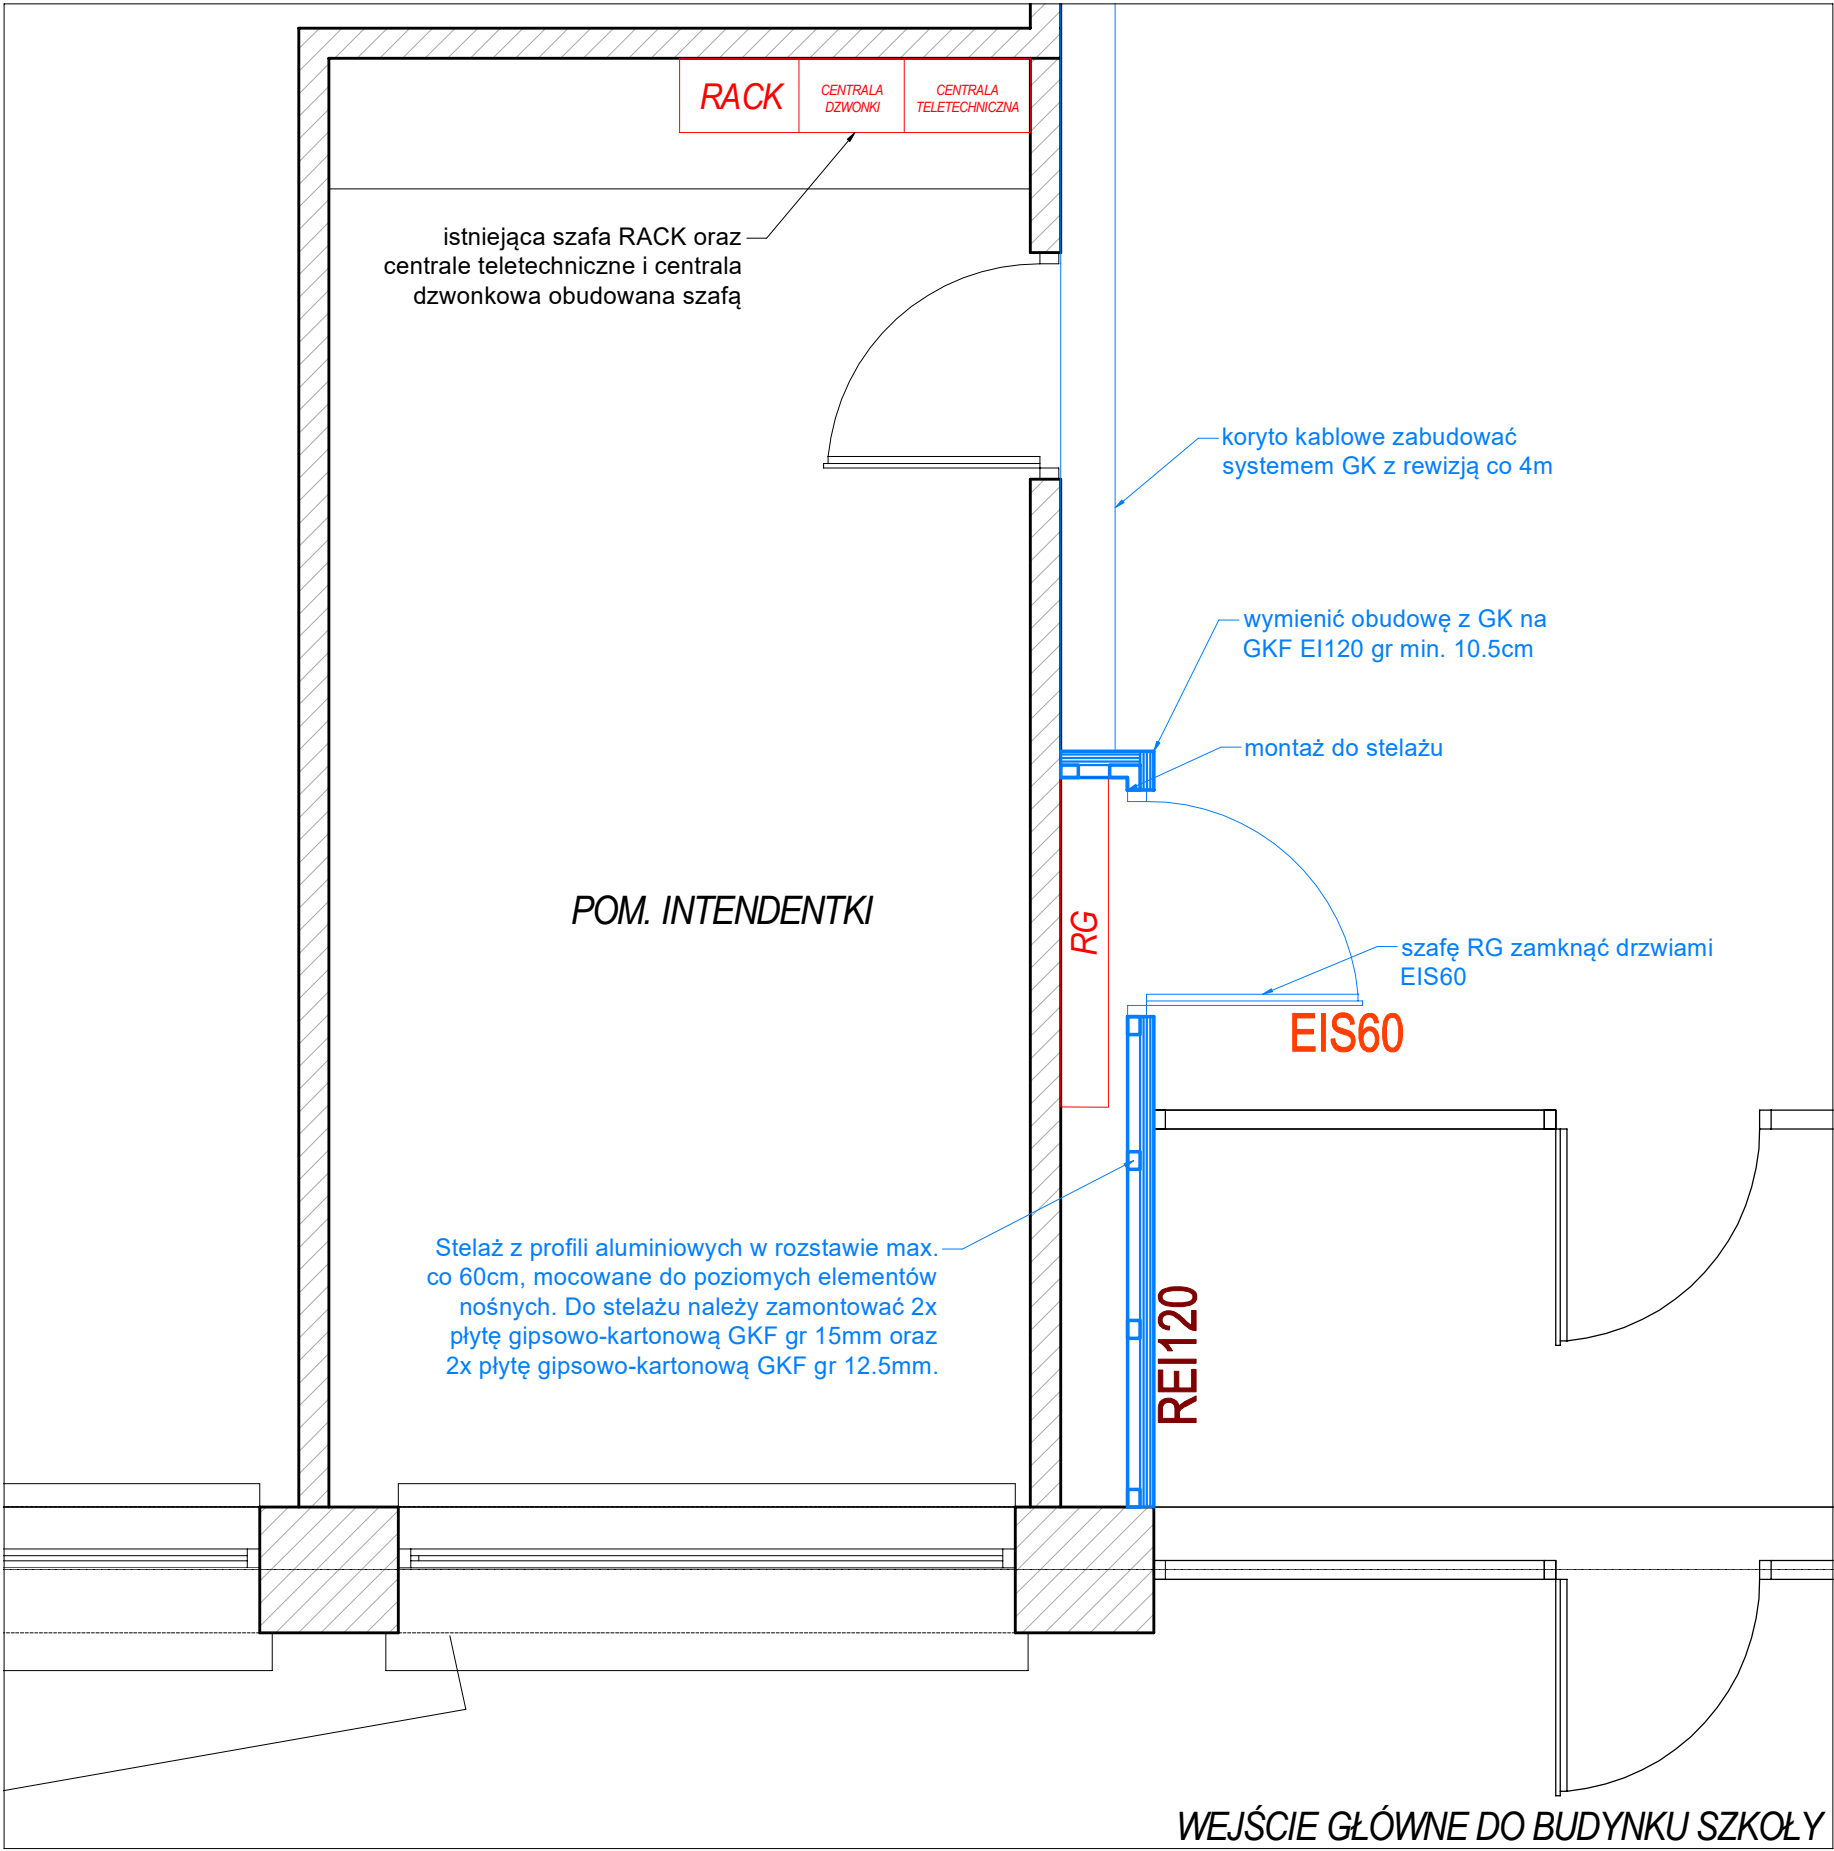 RACK
CENTRALA
DZWONKI
CENTRALA
TELETECHNICZNA
istniejąca szafa RACK oraz
centrale teletechniczne i centrala
dzwonkowa obudowana szafą
koryto kablowe zabudować
systemem GK z rewizją co 4m
wymienić obudowę z GK na
GKF EI120 gr min. 10.5cm
montaż do stelażu
POM. INTENDENTKI
RG
szafę RG zamknąć drzwiami
EIS60
EIS60
Stelaż z profili aluminiowych w rozstawie max.
co 60cm, mocowane do poziomych elementów
nośnych. Do stelażu należy zamontować 2x
płytę gipsowo-kartonową GKF gr 15mm oraz
2x płytę gipsowo-kartonową GKF gr 12.5mm.
REI120
WEJŚCIE GŁÓWNE DO BUDYNKU SZKOŁY